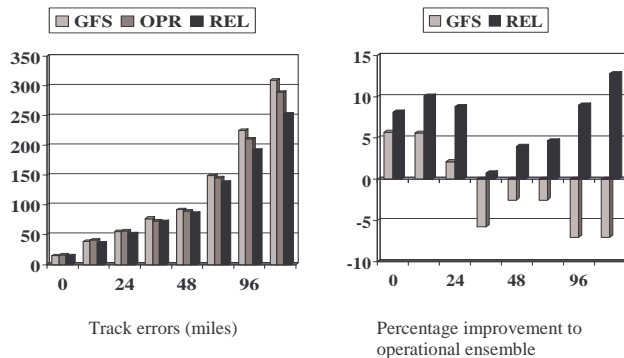 GFS OPR REL
350
300
250
200
150
100
50
0
0 24 48 96
Track errors (miles)
GFS REL
15
10
5
0
-5
-10
0 24 48 96
Percentage improvement to
operational ensemble